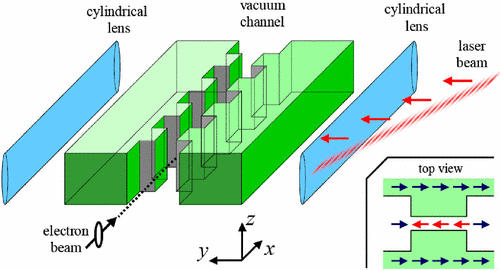 cylindrical
lens
vacuum
channel
cylindrical
lens
laser
beam
electron
beam
z
y
x
top view